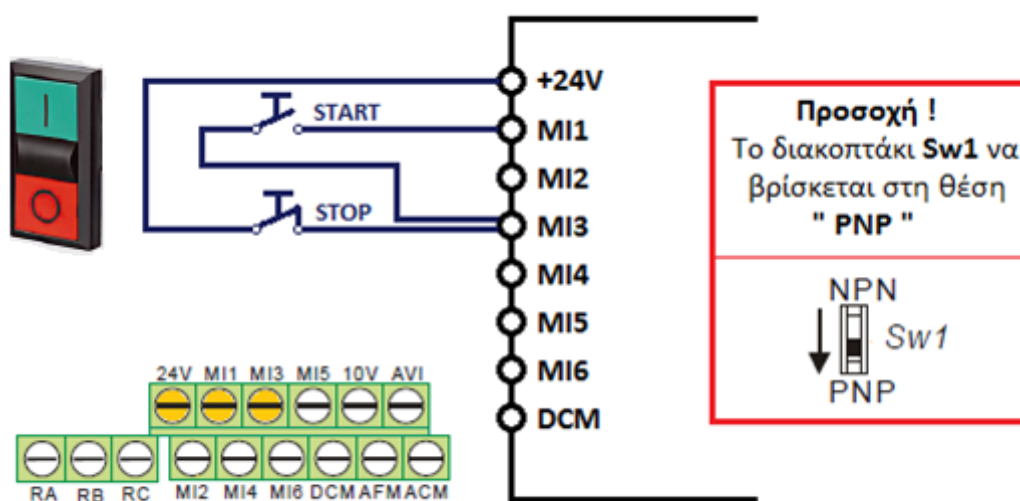 +24V
START
MI1
MI2
STOP
MI3
MI4
MI5
MI6
DCM
Προσοχή !
Το διακοπτάκι Sw1 να
βρίσκεται στη θέση
" PNP "
NPN
Sw1
PNP
24V MI1 MI3 MI5 10V AVI
RA RB RC MI2 MI4 MI6 DCM AFM ACM